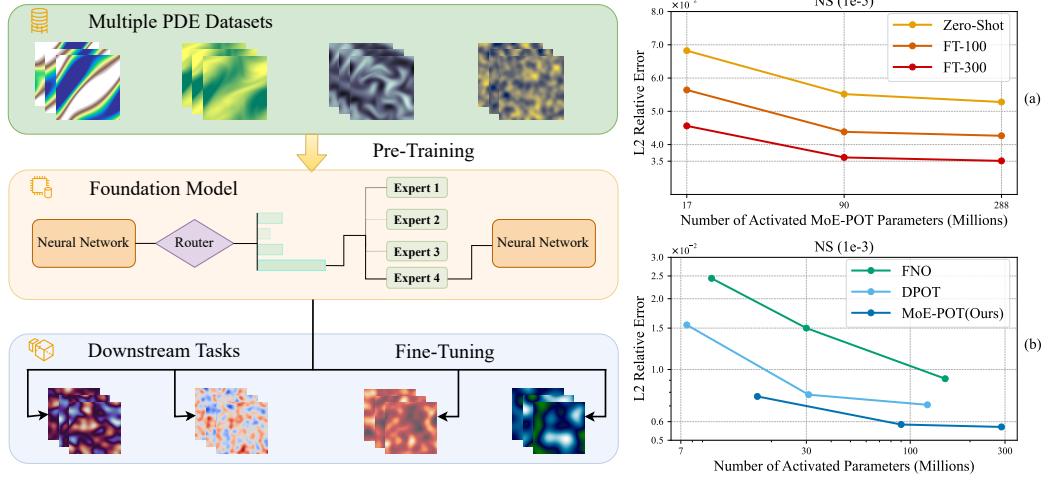 Multiple PDE Datasets
Pre-Training
Foundation Model
Neural Network
Router
Expert 1
Expert 2
Expert 3
Expert 4
Neural Network
Downstream Tasks
Fine-Tuning
NS (1e-5)
8.0
7.0
6.0
5.0
4.0
3.5
L2 Relative Error
Zero-Shot
FT-100
FT-300
17
90
288
Number of Activated MoE-POT Parameters (Millions)
(a)
NS (1e-3)
×10⁻²
3.0
2.5
2.0
1.5
1.0
0.8
0.6
0.5
L2 Relative Error
FNO
DPOT
MoE-POT(Ours)
7
30
100
300
Number of Activated Parameters (Millions)
(b)